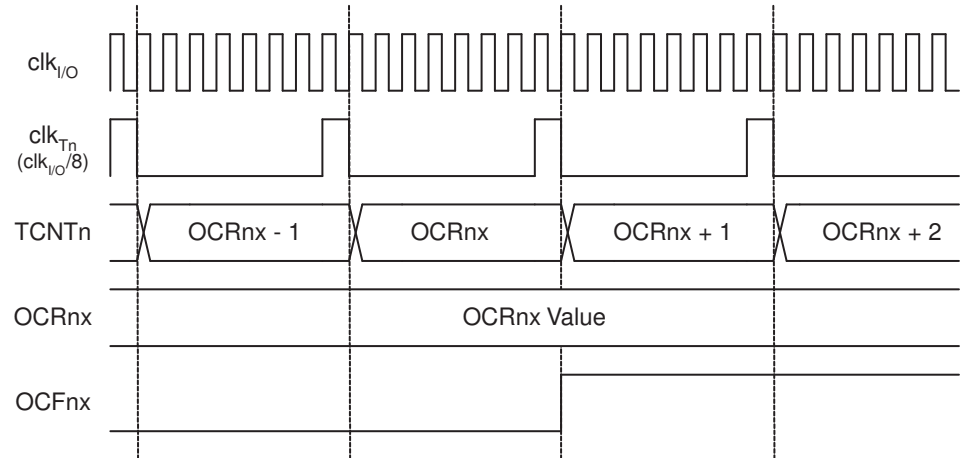 clkI/O
clkTn
(clkI/O/8)
TCNTn
OCRnx - 1
OCRnx
OCRnx + 1
OCRnx + 2
OCRnx
OCRnx Value
OCFnx